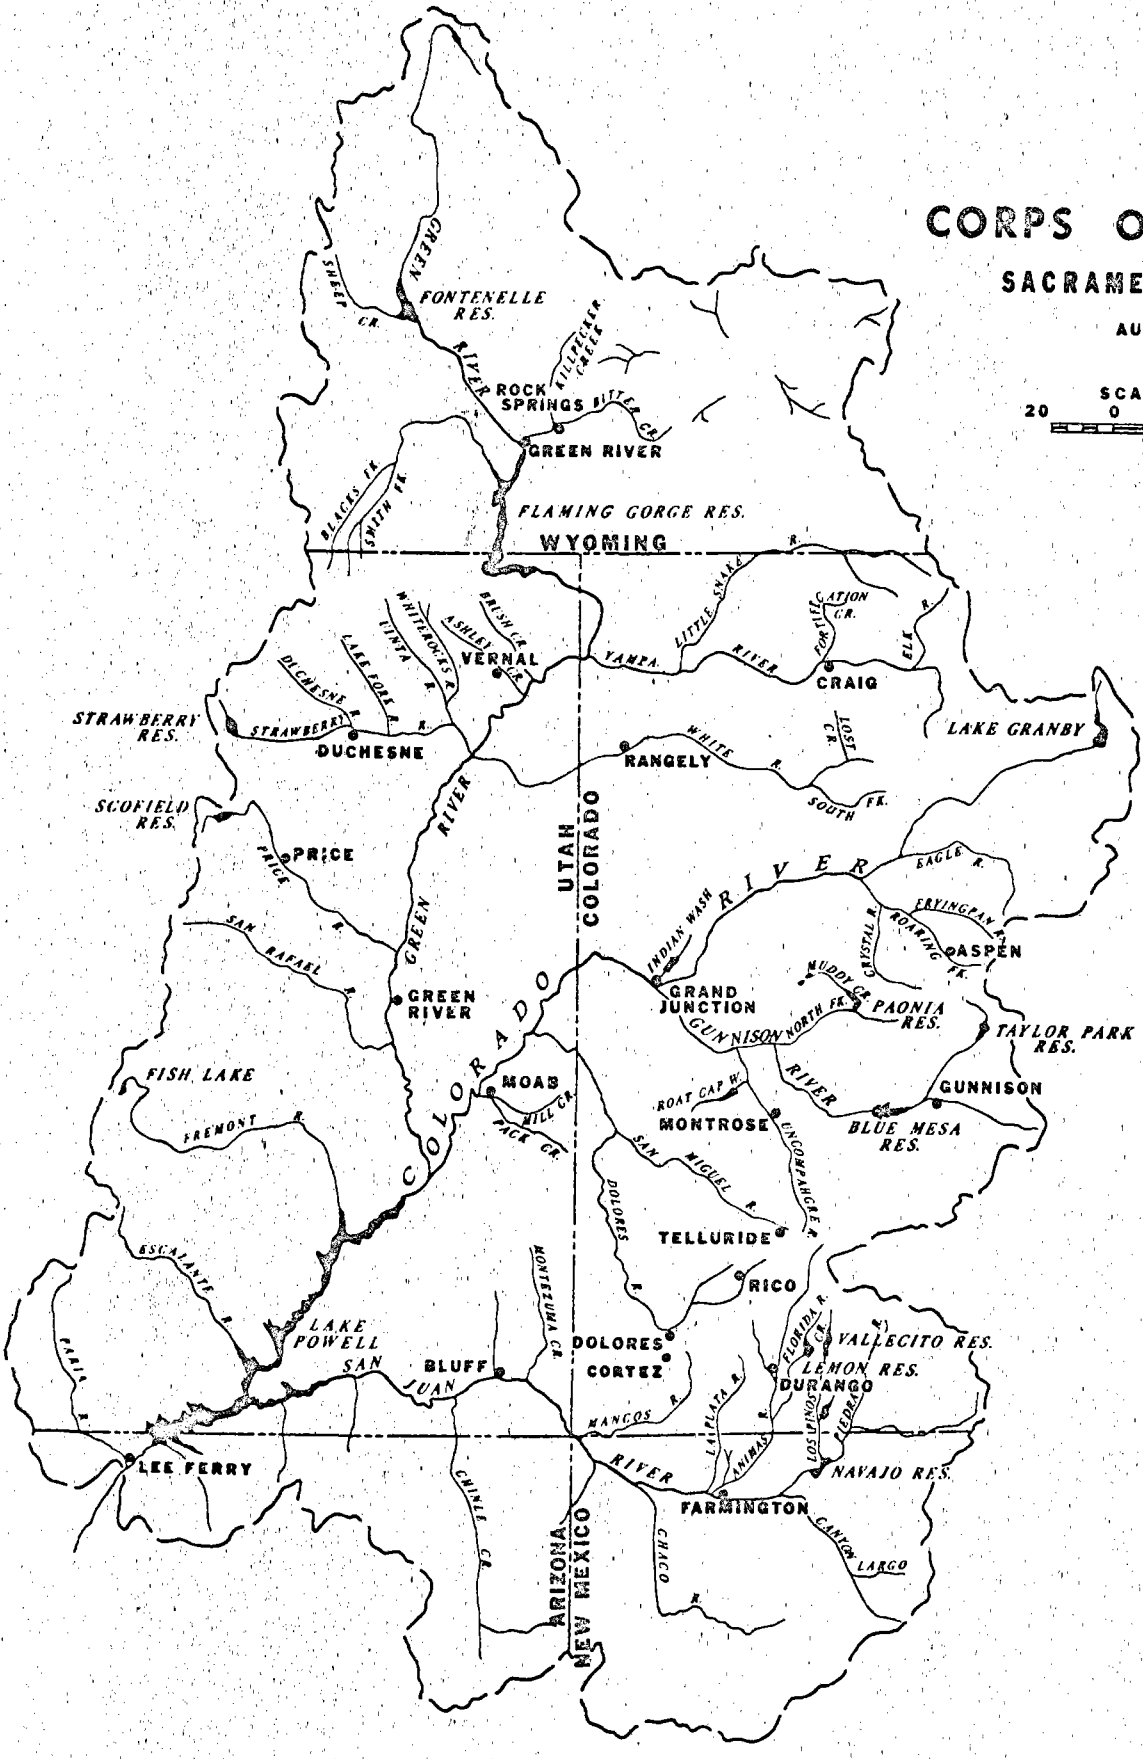 CORPS O
SACRAME
AU
SCA
20 0
GREEN
SHEEP
CR.
FONTENELLE
RES.
RIVER
KILLPECKER
CREEK
ROCK
SPRINGS
BITTER
CR.
GREEN RIVER
BLACKS FK.
SMITH FK.
FLAMING GORGE RES.
WYOMING
LITTLE SNAKE
R.
FORTIFICATION
CR.
ELK
R.
BRUSH CR.
ASHLEY
CR.
WHITEROCKS R.
UINTA
R.
LAKE FORK
R.
DUCHESNE
R.
VERNAL
YAMPA
RIVER
CRAIG
STRAWBERRY
RES.
STRAWBERRY
R.
DUCHESNE
LAKE GRANBY
LOST
CR.
RANGELY
WHITE
R.
SOUTH
FK.
SCOFIELD
RES.
RIVER
PRICE
PRICE
R.
UTAH
COLORADO
RIVER
EAGLE
R.
GREEN
SAN
RAFAEL
R.
INDIAN WASH
CRYSTAL R.
FRYINGPAN R.
ROARING
FK.
ASPEN
GREEN
RIVER
GRAND
JUNCTION
MUDDY CR.
PAONIA
RES.
GUNNISON
NORTH FK.
TAYLOR PARK
RES.
COLORADO
FISH LAKE
FREMONT
R.
MOAB
MILL CR.
PACK
CR.
ROAT CAP W.
MONTROSE
RIVER
GUNNISON
BLUE MESA
RES.
UNCOMPAHGRE R.
SAN
MIGUEL
R.
DOLORES
R.
TELLURIDE
ESCALANTE
R.
MONTEZUMA CR.
RICO
FLORIDA R.
CR.
R.
VALLECITO RES.
LEMON RES.
LAKE
POWELL
DOLORES
CORTEZ
DURANGO
PARIA
R.
SAN
JUAN
BLUFF
MANCOS
R.
LA PLATA R.
ANIMAS
R.
LOS PINOS
PIEDRA
LEE FERRY
RIVER
NAVAJO RES.
FARMINGTON
CHINLE
CR.
ARIZONA
NEW MEXICO
CHACO
R.
CANYON
LARGO